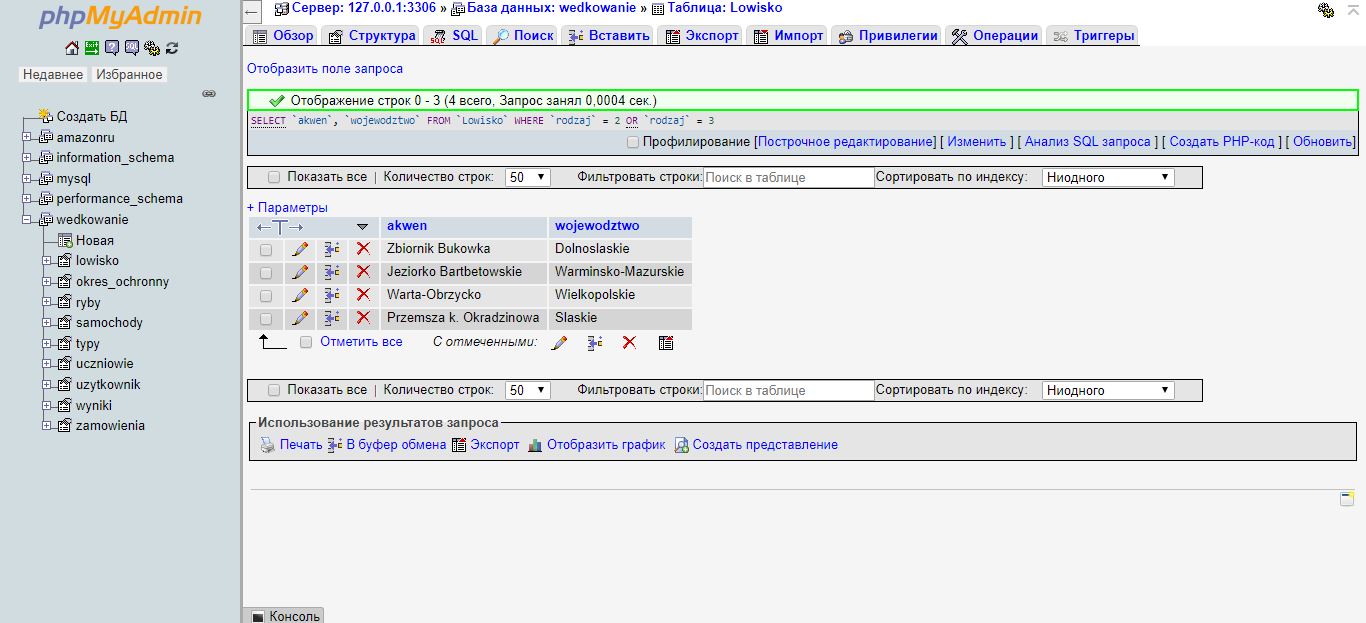 phpMyAdmin
Недавнее Избранное
Создать БД
amazonru
information_schema
mysql
performance_schema
wedkowanie
Новая
lowisko
okres_ochronny
ryby
samochody
typy
uczniowie
uzytkownik
wyniki
zamowienia
Сервер: 127.0.0.1:3306 » База данных: wedkowanie » Таблица: Lowisko
Обзор Структура SQL Поиск Вставить Экспорт Импорт Привилегии Операции Триггеры
Отобразить поле запроса
Отображение строк 0 - 3 (4 всего, Запрос занял 0,0004 сек.)
SELECT `akwen`, `wojewodztwo` FROM `Lowisko` WHERE `rodzaj` = 2 OR `rodzaj` = 3
Профилирование [Построчное редактирование] [ Изменить ] [ Анализ SQL запроса ] [ Создать PHP-код ] [ Обновить]
Показать все | Количество строк: 50 Фильтровать строки: Поиск в таблице Сортировать по индексу: Ниодного
+ Параметры
←T→ akwen wojewodztwo
Zbiornik Bukowka Dolnoslaskie
Jeziorko Bartbetowskie Warminsko-Mazurskie
Warta-Obrzycko Wielkopolskie
Przemsza k. Okradzinowa Slaskie
Отметить все С отмеченными:
Показать все | Количество строк: 50 Фильтровать строки: Поиск в таблице Сортировать по индексу: Ниодного
Использование результатов запроса
Печать В буфер обмена Экспорт Отобразить график Создать представление
Консоль